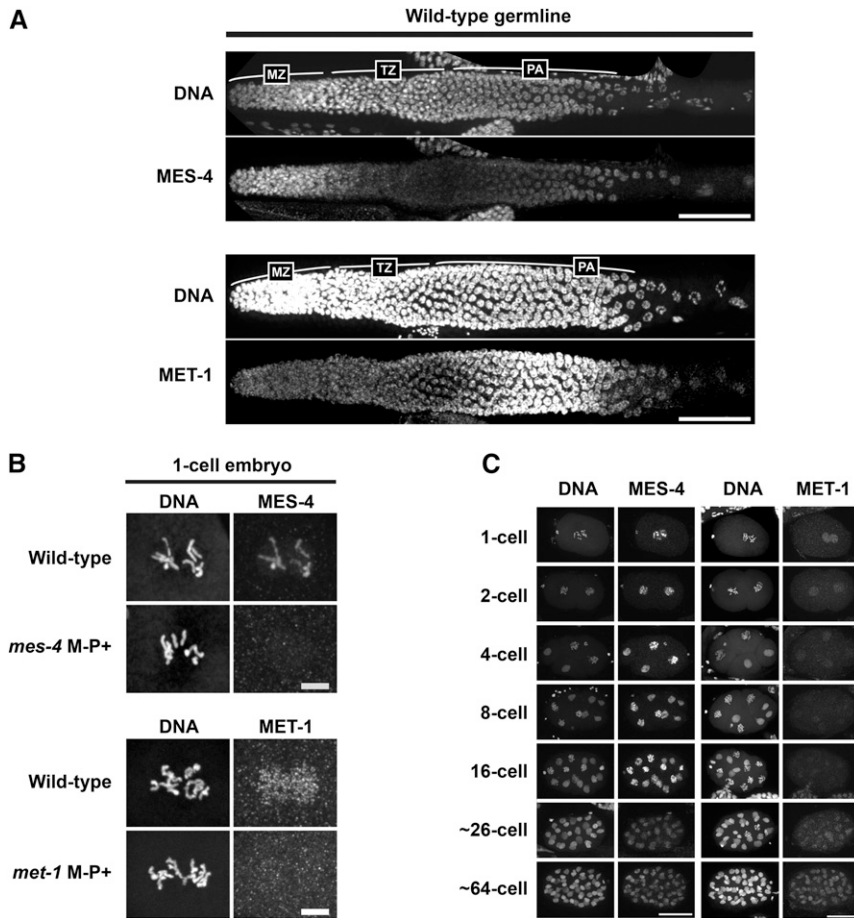 A
Wild-type germline
MZ TZ PA
DNA
MES-4
MZ TZ PA
DNA
MET-1
B
1-cell embryo
DNA MES-4
Wild-type
mes-4 M-P+
DNA MET-1
Wild-type
met-1 M-P+
C
DNA MES-4 DNA MET-1
1-cell
2-cell
4-cell
8-cell
16-cell
~26-cell
~64-cell